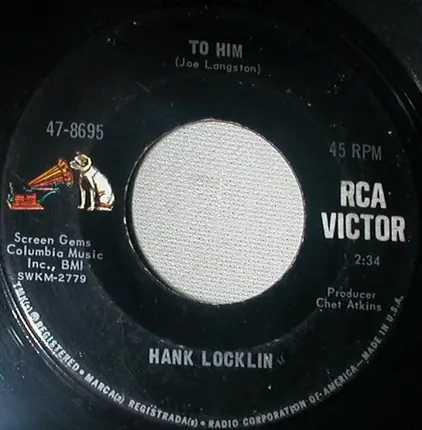 TO HIM
(Joe Langston)
47-8695
45 RPM
RCA
VICTOR
Screen Gems
Columbia Music
Inc., BMI
SWKM-2779
2:34
Producer
Chet Atkins
HANK LOCKLIN
TMK(s) ® REGISTERED • MARCA(s) REGISTRADA(s) • RADIO CORPORATION OF AMERICA—MADE IN U.S.A.